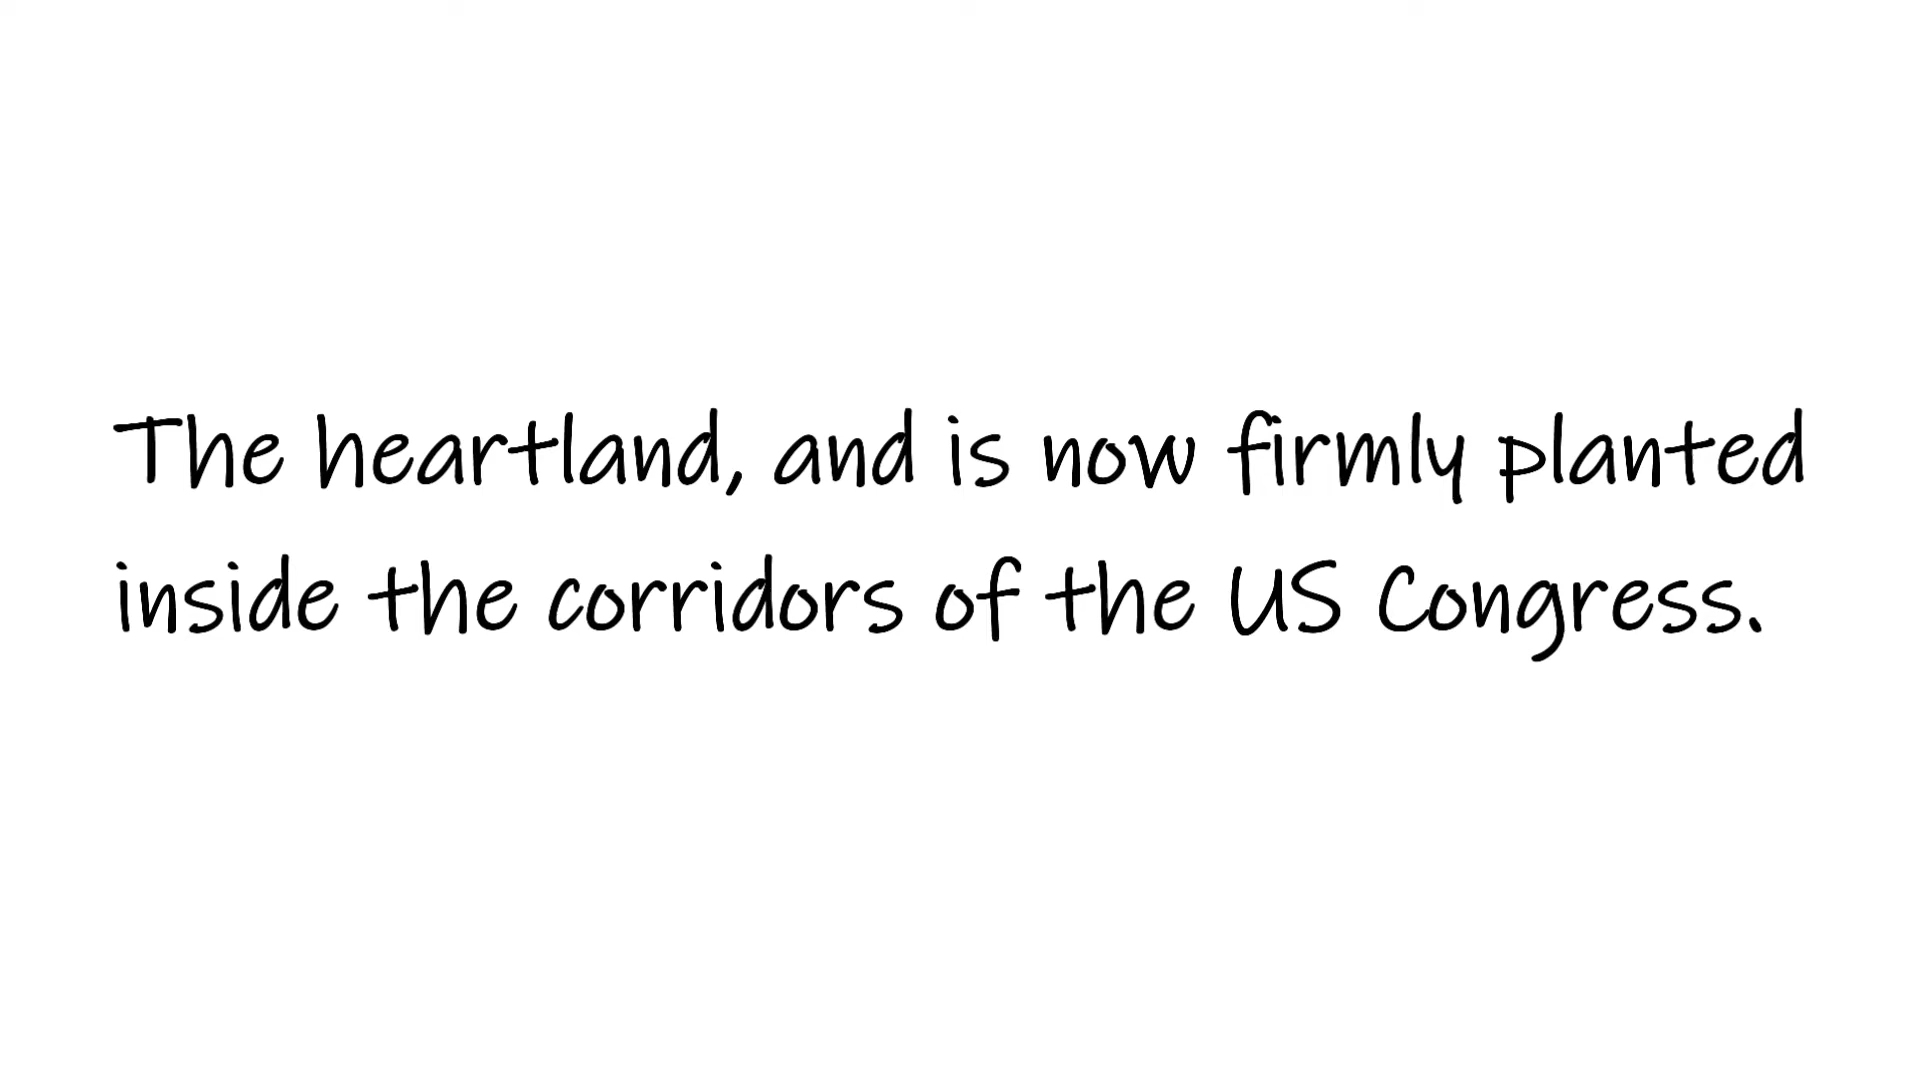 The heartland, and is now firmly planted
inside the corridors of the US Congress.